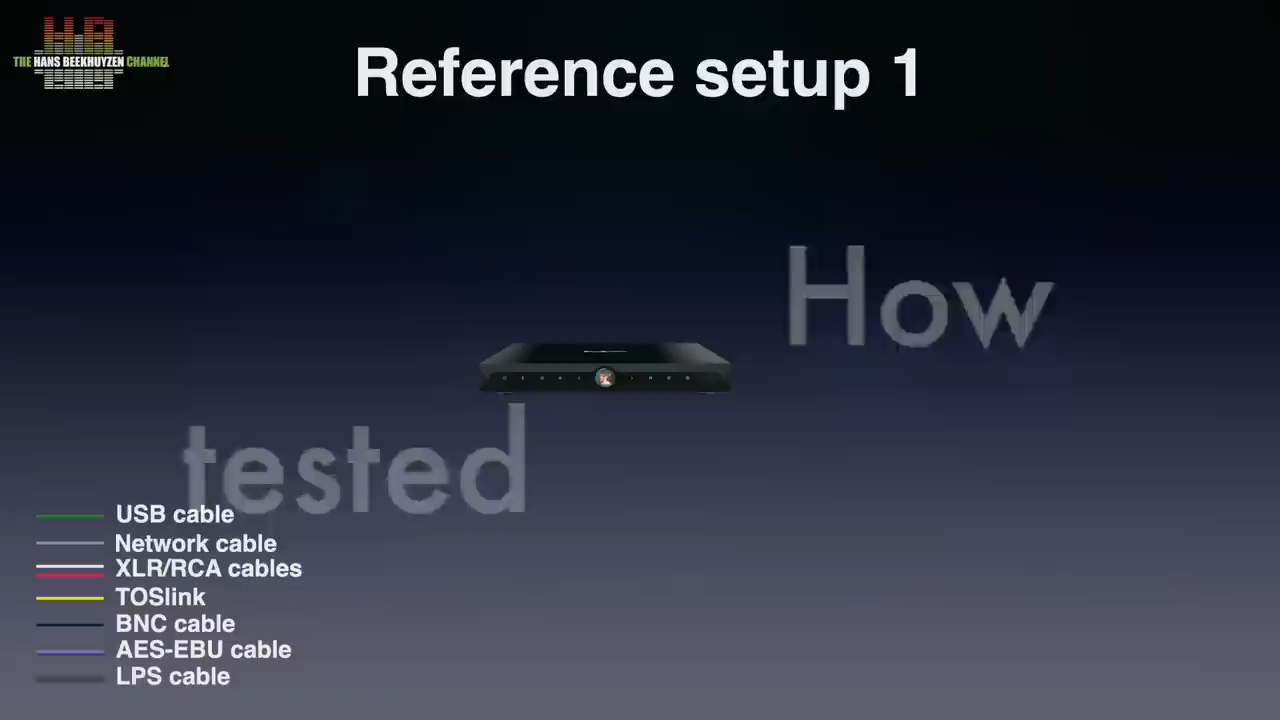 THE HANS BEEKHUYZEN CHANNEL
Reference setup 1
How
tested
USB cable
Network cable
XLR/RCA cables
TOSlink
BNC cable
AES-EBU cable
LPS cable